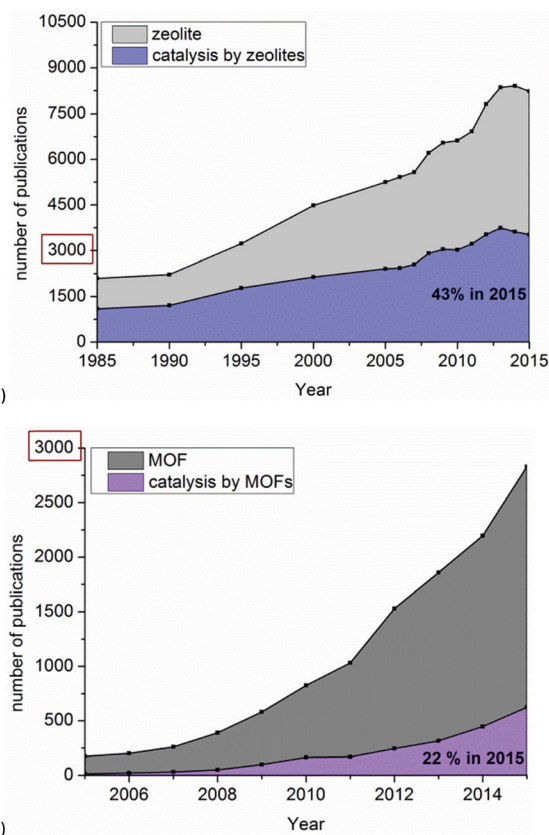 10500
9000
7500
6000
4500
3000
1500
0
number of publications
zeolite
catalysis by zeolites
43% in 2015
1985 1990 1995 2000 2005 2010 2015
Year
)
3000
2500
2000
1500
1000
500
0
number of publications
MOF
catalysis by MOFs
22 % in 2015
2006 2008 2010 2012 2014
Year
)